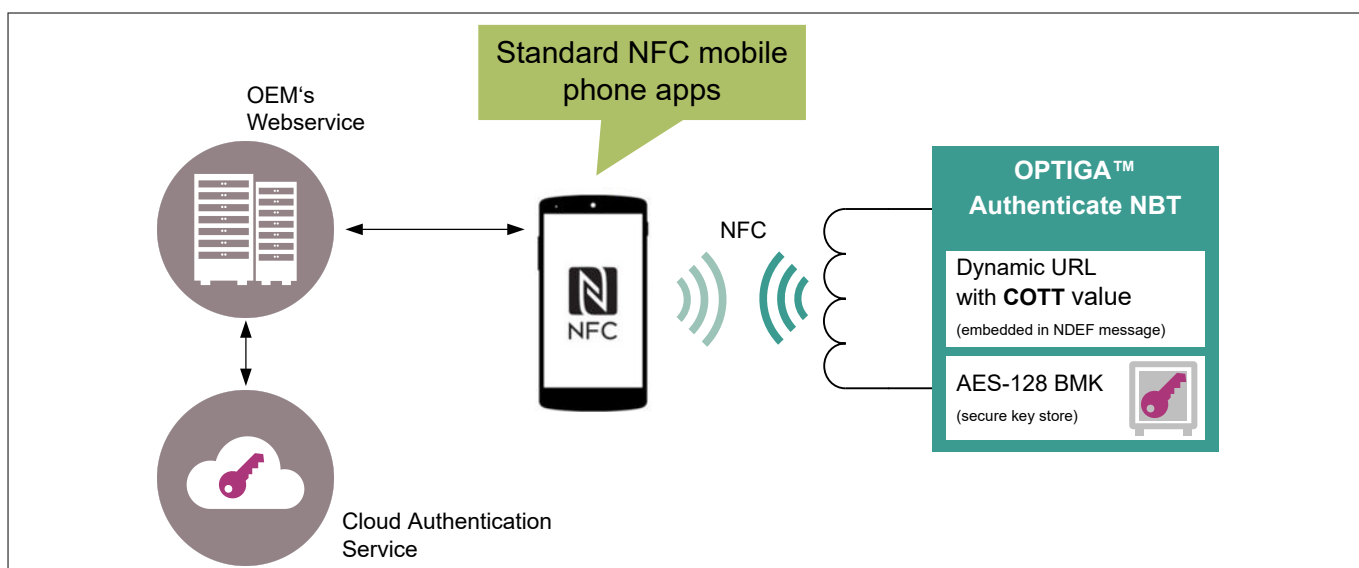 Standard NFC mobile
phone apps
OEM‘s
Webservice
NFC
NFC
OPTIGA™
Authenticate NBT
Dynamic URL
with COTT value
(embedded in NDEF message)
AES-128 BMK
(secure key store)
Cloud Authentication
Service